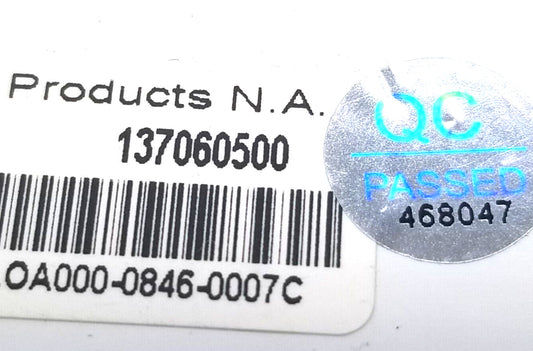 Products N.A.
137060500
OA000-0846-0007C
QC
PASSED
468047